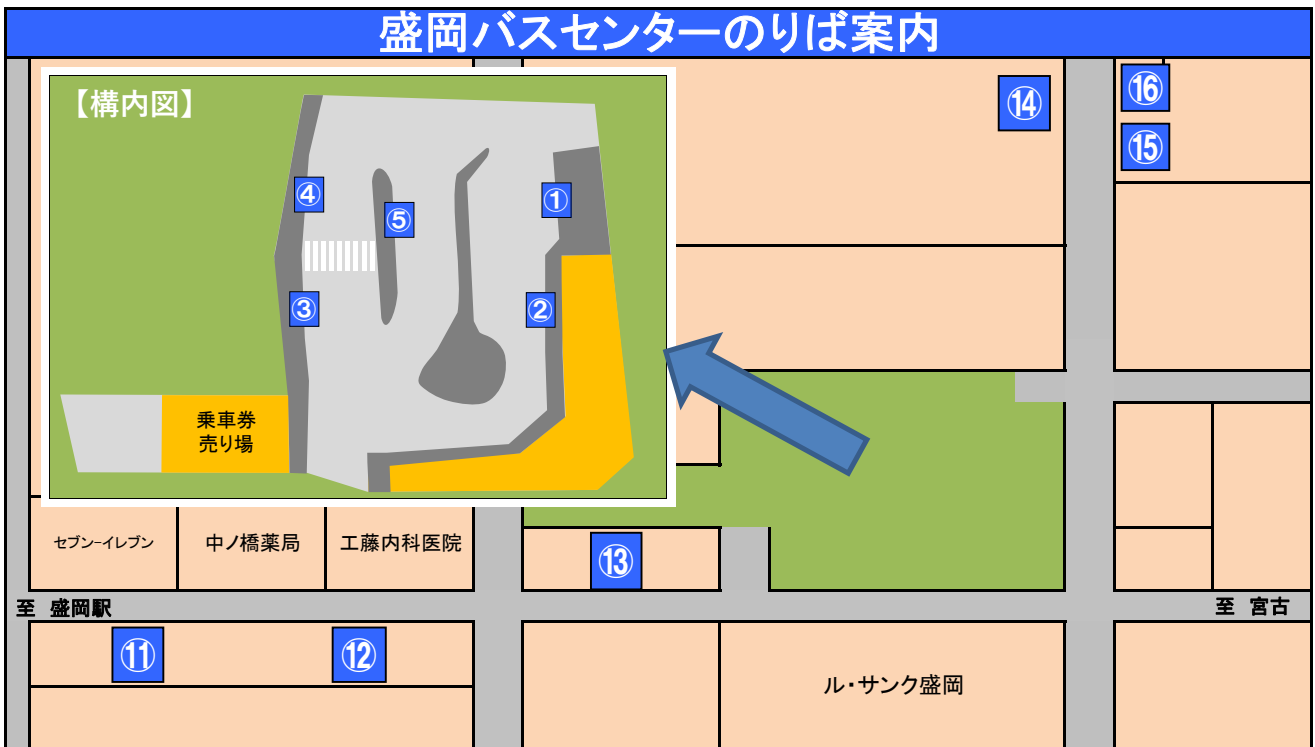 盛岡バスセンターのりば案内
【構内図】
⑭
⑯
⑮
④
⑤
①
③
②
乗車券
売り場
セブン-イレブン
中ノ橋薬局
工藤内科医院
⑬
至 盛岡駅
至 宮古
⑪
⑫
ル・サンク盛岡